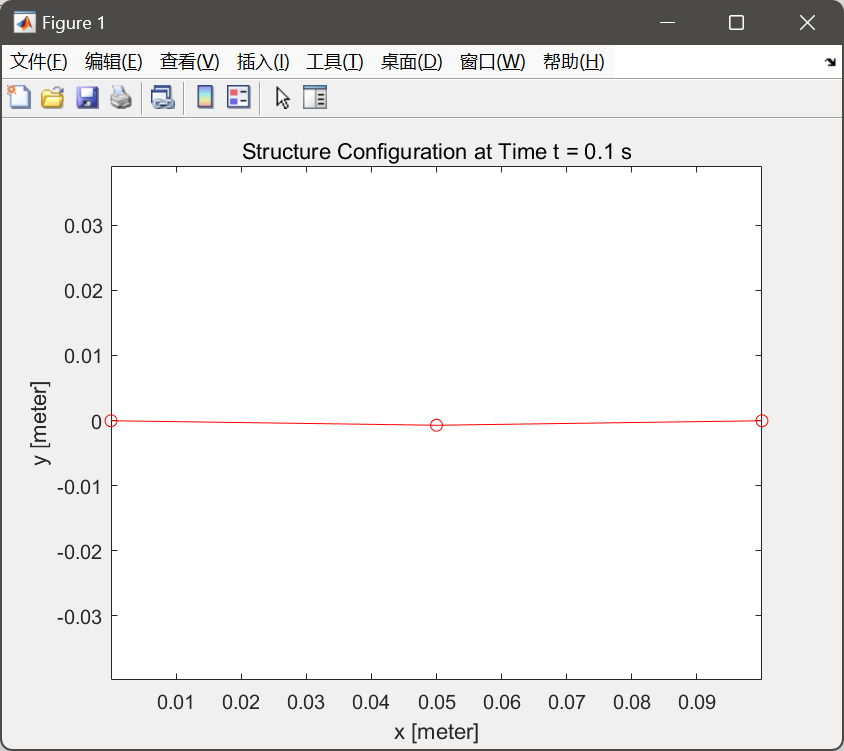 Figure 1
文件(F) 编辑(E) 查看(V) 插入(I) 工具(T) 桌面(D) 窗口(W) 帮助(H)
Structure Configuration at Time t = 0.1 s
0.03
0.02
0.01
0
-0.01
-0.02
-0.03
y [meter]
0.01 0.02 0.03 0.04 0.05 0.06 0.07 0.08 0.09
x [meter]